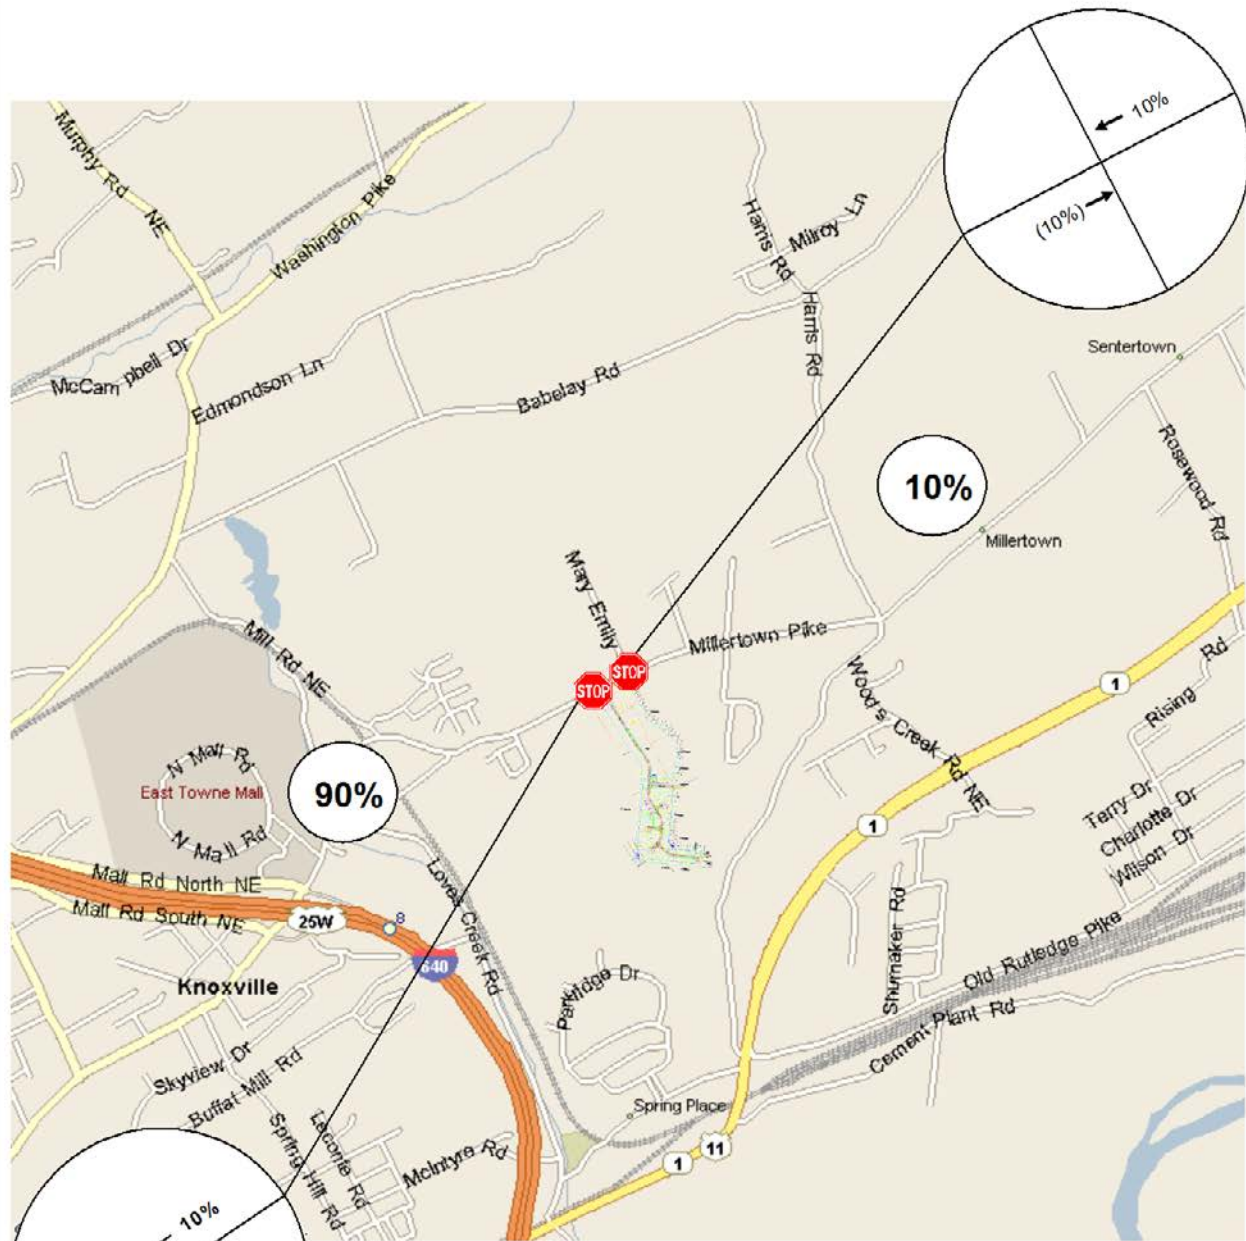 10%
(10%)
Murphy Rd NE
Washington Pike
Harris Rd
Milroy Ln
Harris Rd
McCampbell Dr
Edmondson Ln
Babelay Rd
Sentertown
Rosewood Rd
10%
Millertown
Mary Emily
Millertown Pike
Mill Rd NE
STOP
STOP
Wood's Creek Rd NE
1
Rising Rd
N Mall Rd
East Towne Mall
N Mall Rd
90%
1
Terry Dr
Charlotte Dr
Wilson Dr
Mall Rd North NE
Mall Rd South NE
25W
8
640
Loves Creek Rd
Knoxville
Partridge Dr
Shumaker Rd
Old Rutledge Pike
Cement Plant Rd
Skyview Dr
Buffat Mill Rd
Spring Hill Rd
Leconte Rd
McIntyre Rd
Spring Place
1
11
10%